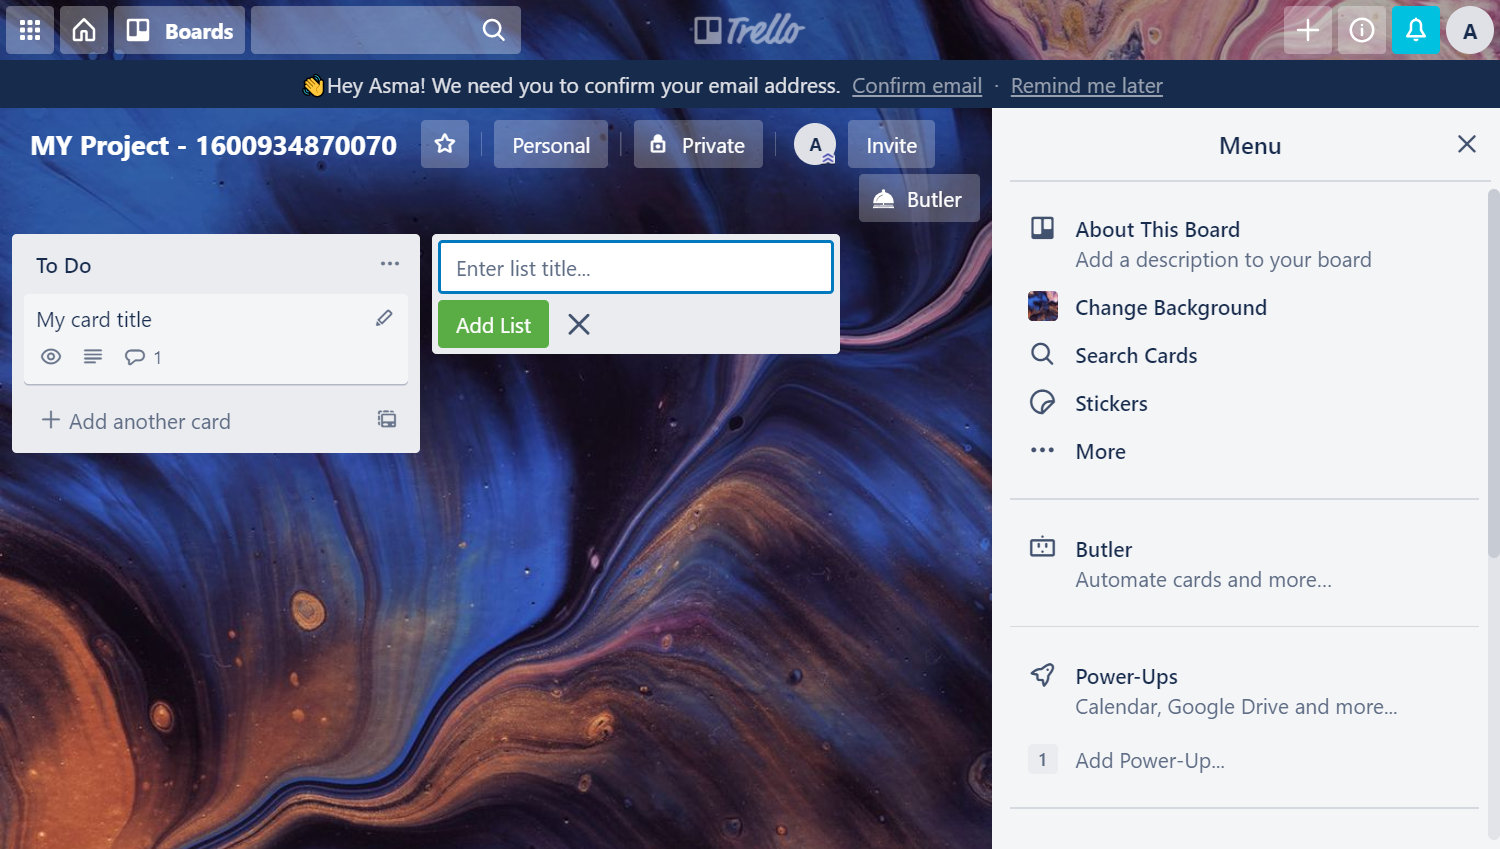 Boards
Trello
A
👋Hey Asma! We need you to confirm your email address. Confirm email · Remind me later
MY Project - 1600934870070
Personal
Private
A
Invite
Butler
To Do
My card title
1
Add another card
Enter list title...
Add List
Menu
About This Board
Add a description to your board
Change Background
Search Cards
Stickers
More
Butler
Automate cards and more...
Power-Ups
Calendar, Google Drive and more...
1 Add Power-Up...